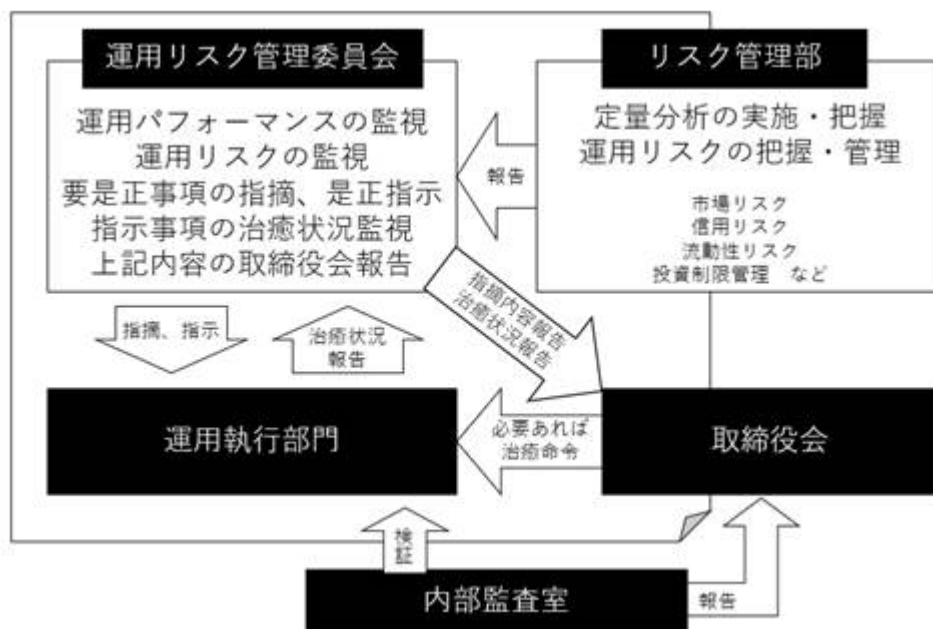 運用リスク管理委員会
運用パフォーマンスの監視
運用リスクの監視
要是正事項の指摘、是正指示
指示事項の治癒状況監視
上記内容の取締役会報告
リスク管理部
定量分析の実施・把握
運用リスクの把握・管理
市場リスク
信用リスク
流動性リスク
投資制限管理　など
報告
指摘、指示
治癒状況
報告
指摘内容報告
治癒状況報告
運用執行部門
必要あれば
治癒命令
取締役会
検証
内部監査室
報告